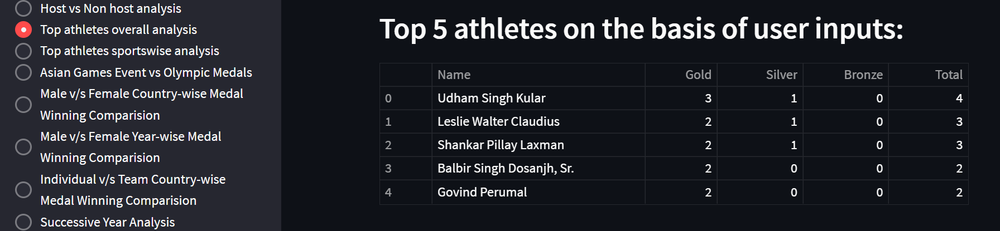 Host vs Non host analysis
Top athletes overall analysis
Top athletes sportswise analysis
Asian Games Event vs Olympic Medals
Male v/s Female Country-wise Medal
Winning Comparision
Male v/s Female Year-wise Medal
Winning Comparision
Individual v/s Team Country-wise
Medal Winning Comparision
Successive Year Analysis
Top 5 athletes on the basis of user inputs:
Name Gold Silver Bronze Total
0 Udham Singh Kular 3 1 0 4
1 Leslie Walter Claudius 2 1 0 3
2 Shankar Pillay Laxman 2 1 0 3
3 Balbir Singh Dosanjh, Sr. 2 0 0 2
4 Govind Perumal 2 0 0 2